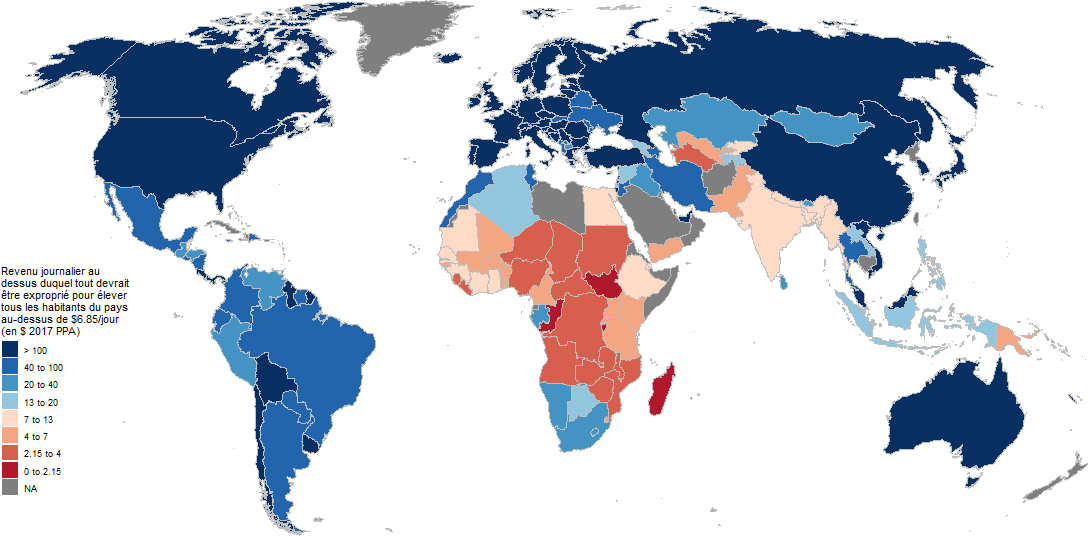 Revenu journalier au
dessus duquel tout devrait
être exproprié pour élever
tous les habitants du pays
au-dessus de $6.85/jour
(en $ 2017 PPA)
> 100
40 to 100
20 to 40
13 to 20
7 to 13
4 to 7
2.15 to 4
0 to 2.15
NA